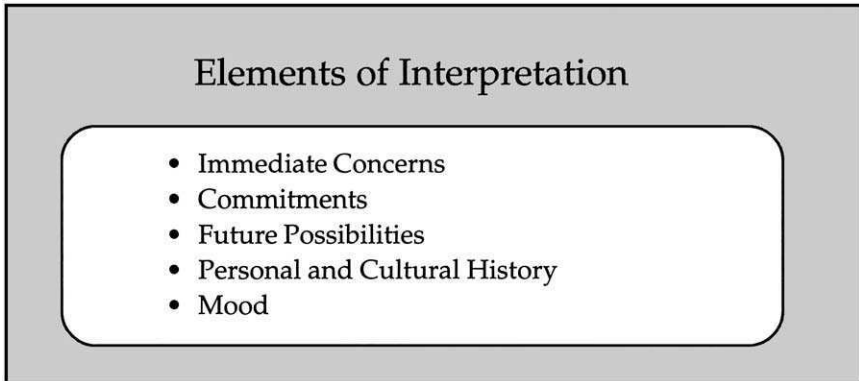 Elements of Interpretation
• Immediate Concerns
• Commitments
• Future Possibilities
• Personal and Cultural History
• Mood